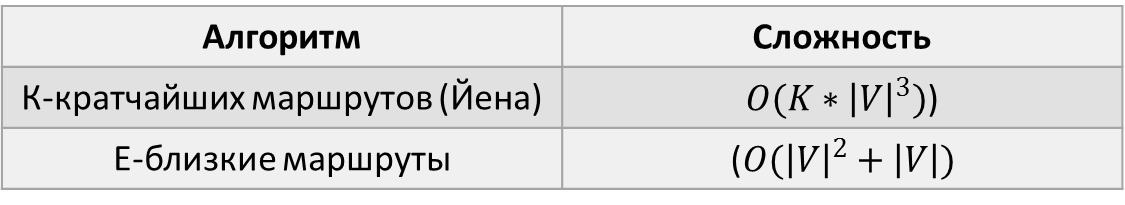 Алгоритм Сложность
К-кратчайших маршрутов (Йена) O(K ∗ |V|³))
Е-близкие маршруты (O(|V|² + |V|)